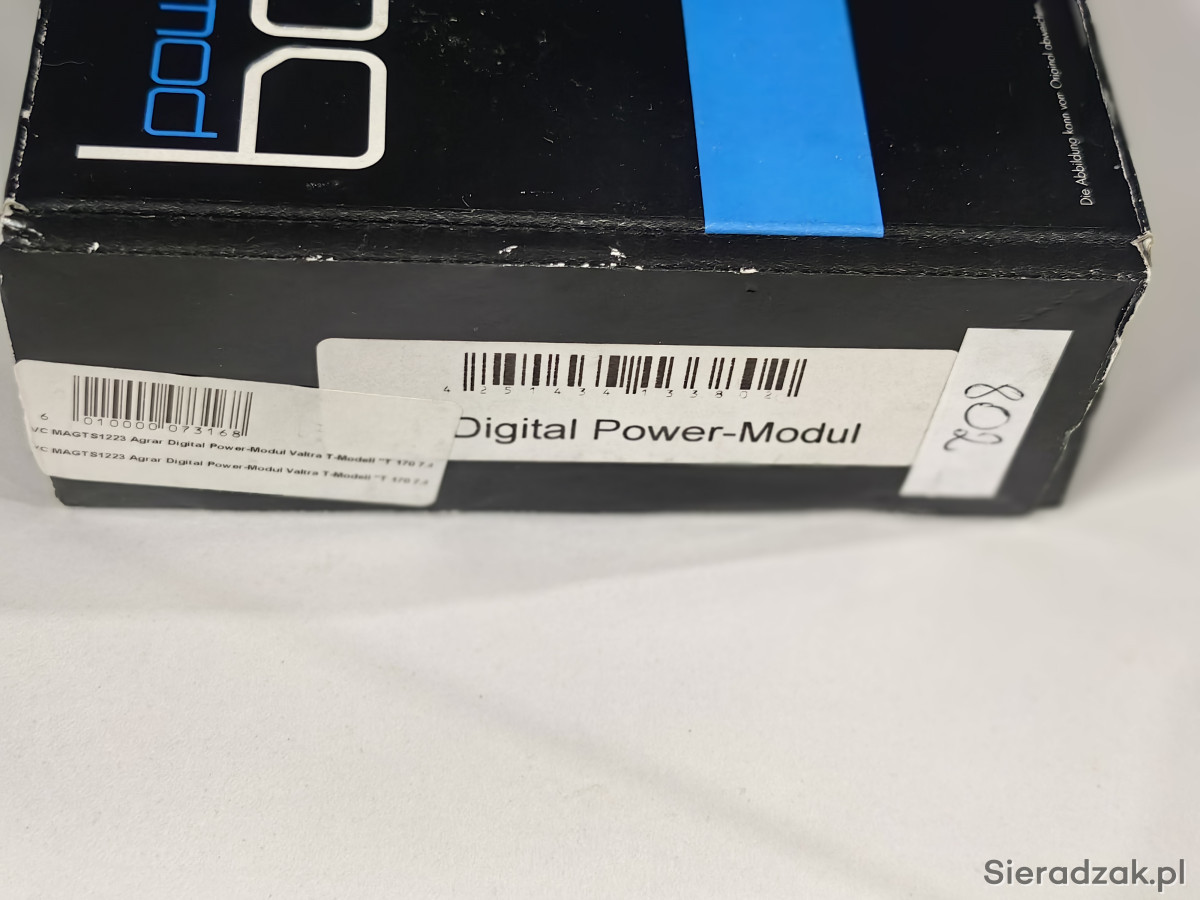 pow
bo
Die Abbildung kann vom Original abweichen
4 251434 133802
Digital Power-Modul
802
6 010000 073168
VC MAGTS1223 Agrar Digital Power-Modul Valtra T-Modell "T 170 7.4
VC MAGTS1223 Agrar Digital Power-Modul Valtra T-Modell "T 170 7.4
Sieradzak.pl